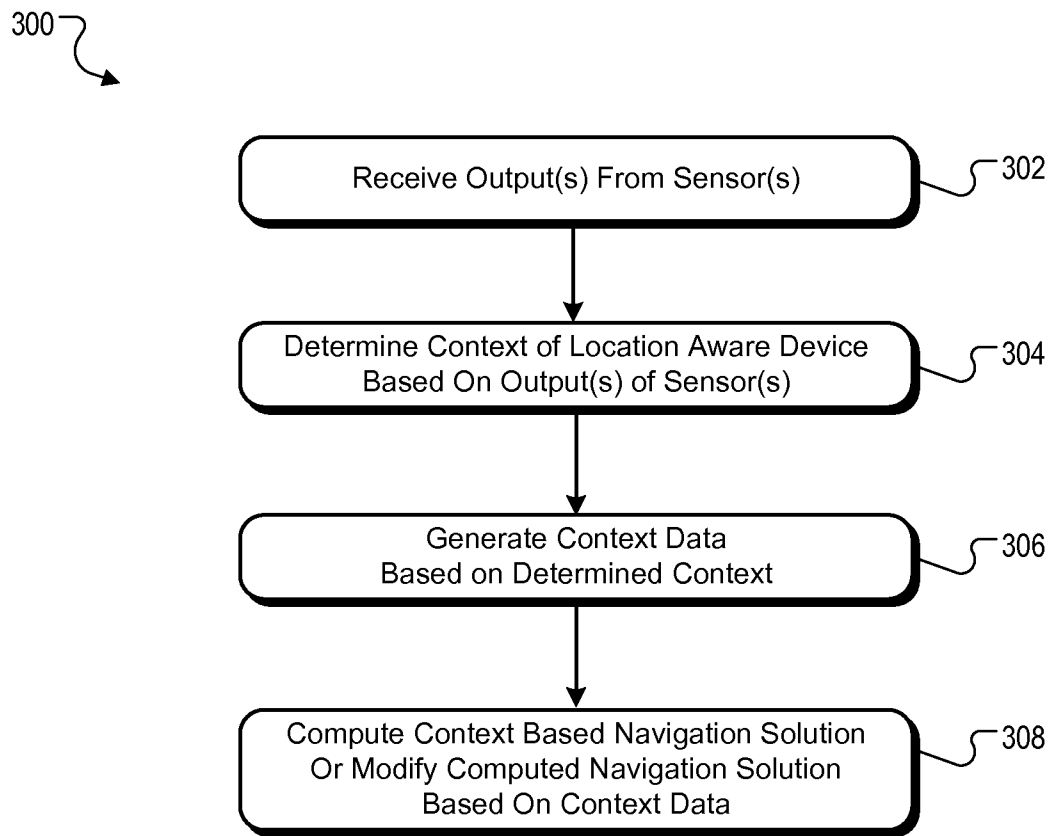 300
Receive Output(s) From Sensor(s)
302
Determine Context of Location Aware Device
Based On Output(s) of Sensor(s)
304
Generate Context Data
Based on Determined Context
306
Compute Context Based Navigation Solution
Or Modify Computed Navigation Solution
Based On Context Data
308